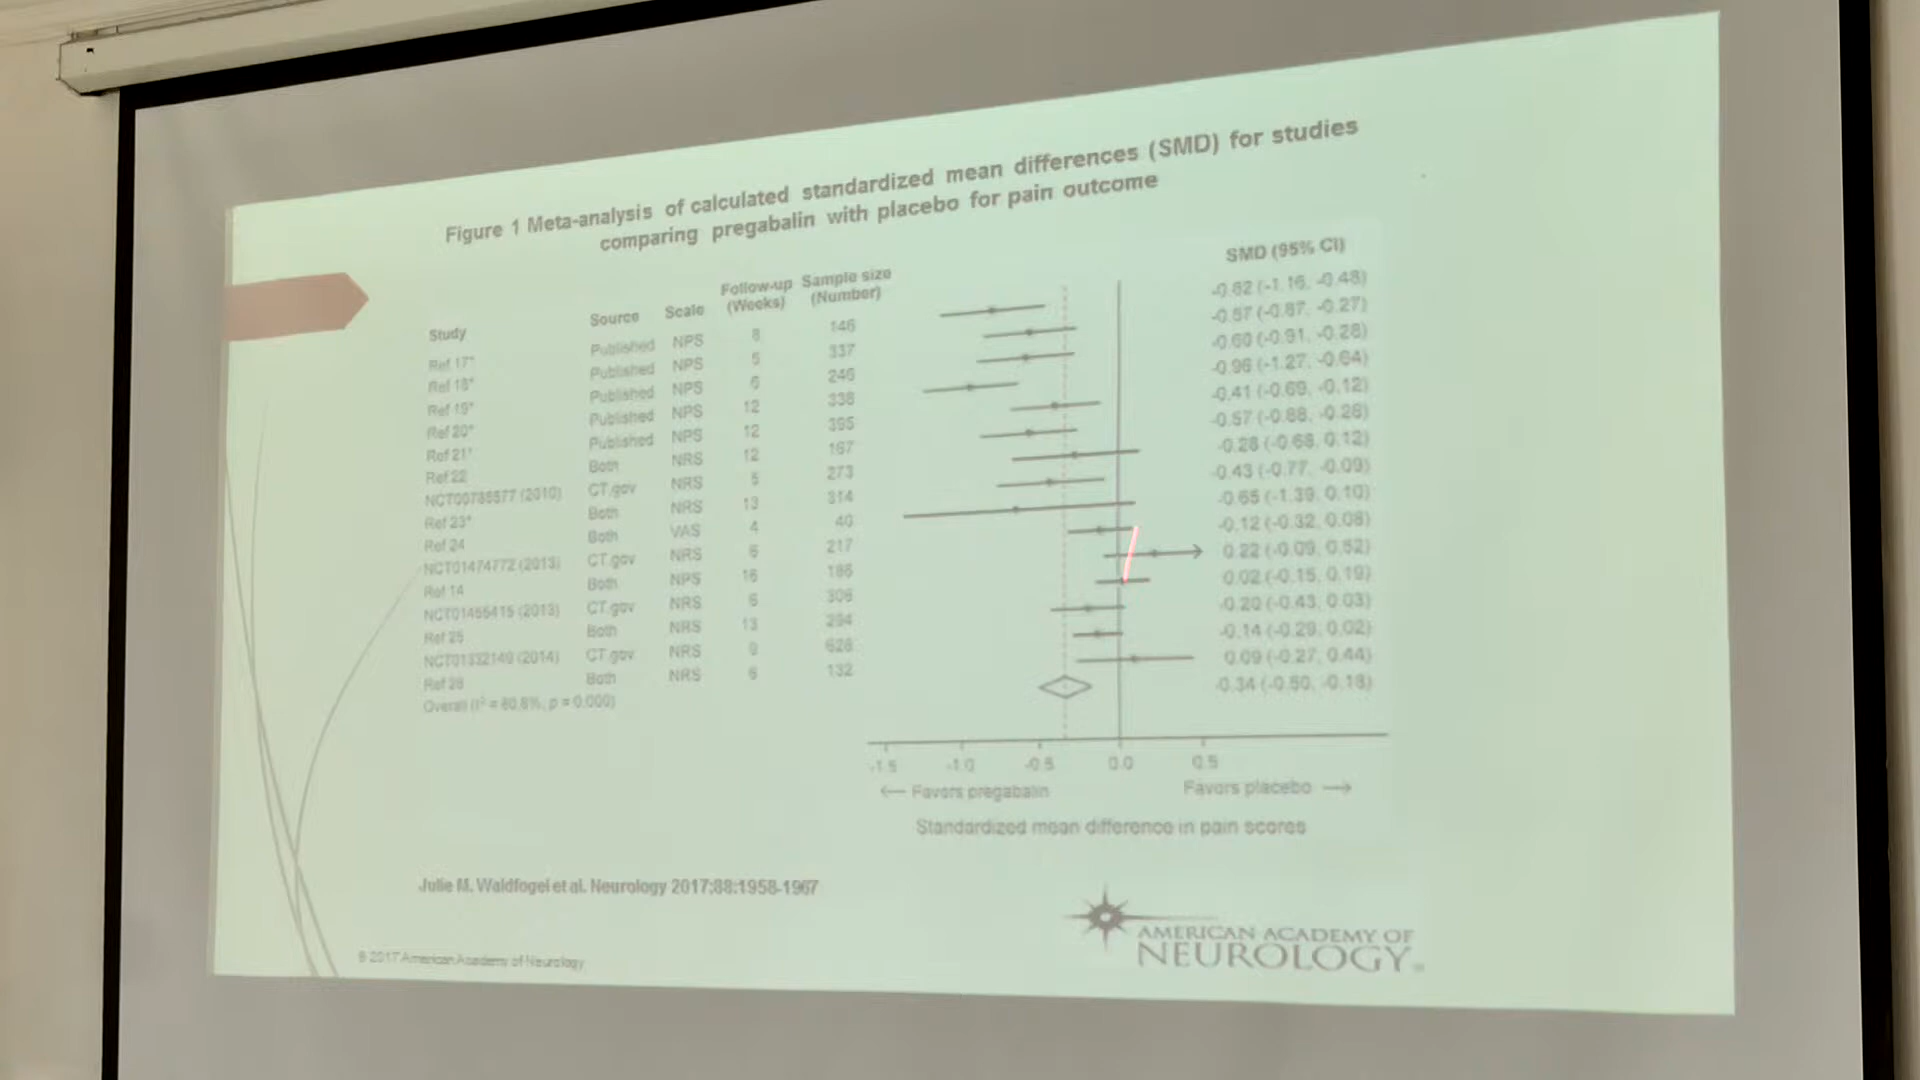 Figure 1 Meta-analysis of calculated standardized mean differences (SMD) for studies
comparing pregabalin with placebo for pain outcome
Study Source Scale Follow-up (Weeks) Sample size (Number) SMD (95% CI)
Ref 17* Published NPS 8 146 -0.82 (-1.16, -0.48)
Ref 18* Published NPS 5 337 -0.57 (-0.87, -0.27)
Ref 19* Published NPS 6 246 -0.60 (-0.91, -0.28)
Ref 20* Published NPS 12 338 -0.96 (-1.27, -0.64)
Ref 21* Published NPS 12 395 -0.41 (-0.69, -0.12)
Ref 22 Both NRS 12 167 -0.57 (-0.88, -0.26)
CT.gov NRS 5 273 -0.28 (-0.68, 0.12)
Ref 23* Both NRS 13 314 -0.43 (-0.77, -0.09)
Ref 24 Both VAS 4 40 -0.65 (-1.39, 0.10)
NCT01474772 (2013) CT.gov NRS 6 217 -0.12 (-0.32, 0.08)
Ref 14 Both NPS 16 186 0.22 (-0.09, 0.52)
NCT01455415 (2013) CT.gov NRS 6 308 0.02 (-0.15, 0.19)
Ref 25 Both NRS 13 294 -0.20 (-0.43, 0.03)
NCT01332149 (2014) CT.gov NRS 9 626 -0.14 (-0.29, 0.02)
Both NRS 6 132 0.09 (-0.27, 0.44)
Overall (I² = 80.8%, p = 0.000) -0.34 (-0.50, -0.18)
-1.5 -1.0 -0.5 0.0 0.5
← Favors pregabalin Favors placebo →
Standardized mean difference in pain scores
Julie M. Waldfogel et al. Neurology 2017;88:1958-1967
© 2017 American Academy of Neurology
AMERICAN ACADEMY OF
NEUROLOGY